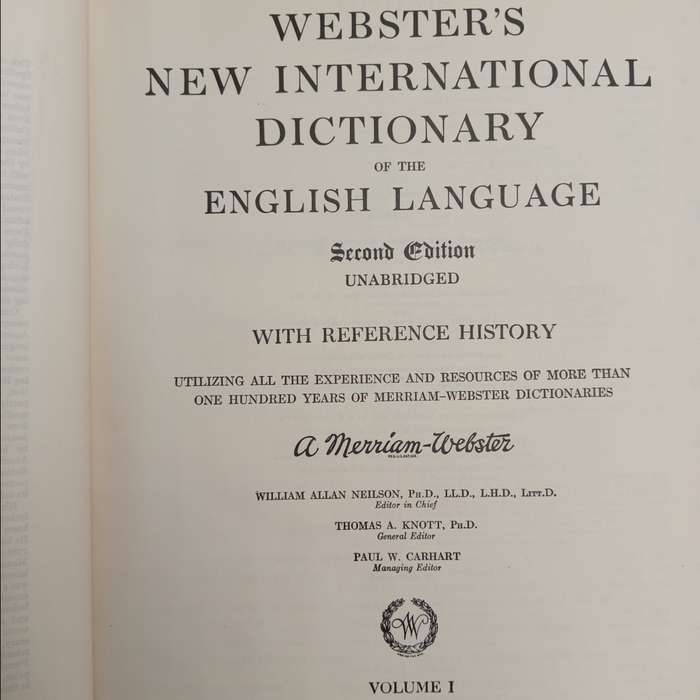 WEBSTER'S
NEW INTERNATIONAL
DICTIONARY
OF THE
ENGLISH LANGUAGE
Second Edition
UNABRIDGED
WITH REFERENCE HISTORY
UTILIZING ALL THE EXPERIENCE AND RESOURCES OF MORE THAN
ONE HUNDRED YEARS OF MERRIAM-WEBSTER DICTIONARIES
A Merriam-Webster
WILLIAM ALLAN NEILSON, PH.D., LL.D., L.H.D., LITT.D.
Editor in Chief
THOMAS A. KNOTT, PH.D.
General Editor
PAUL W. CARHART
Managing Editor
W
VOLUME I